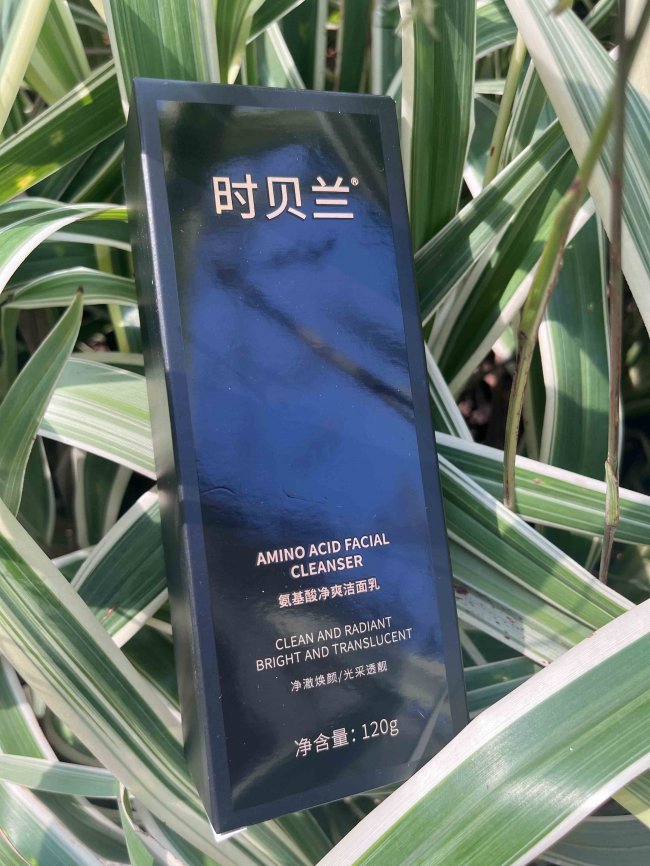 时贝兰®
AMINO ACID FACIAL
CLEANSER
氨基酸净爽洁面乳
CLEAN AND RADIANT
BRIGHT AND TRANSLUCENT
净澈焕颜/光采透靓
净含量：120g